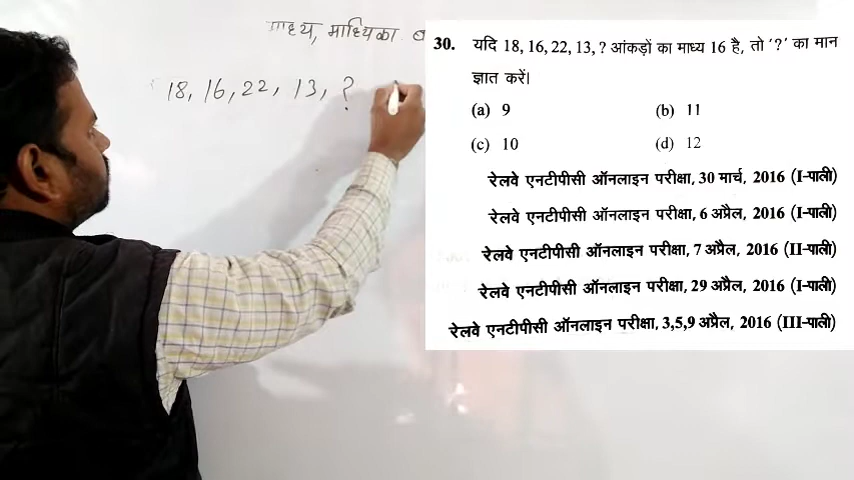 माध्य, माध्यिका
18, 16, 22, 13, ?
30. यदि 18, 16, 22, 13, ? आंकड़ों का माध्य 16 है, तो '?' का मान
ज्ञात करें।
(a) 9 (b) 11
(c) 10 (d) 12
रेलवे एनटीपीसी ऑनलाइन परीक्षा, 30 मार्च, 2016 (I-पाली)
रेलवे एनटीपीसी ऑनलाइन परीक्षा, 6 अप्रैल, 2016 (I-पाली)
रेलवे एनटीपीसी ऑनलाइन परीक्षा, 7 अप्रैल, 2016 (II-पाली)
रेलवे एनटीपीसी ऑनलाइन परीक्षा, 29 अप्रैल, 2016 (I-पाली)
रेलवे एनटीपीसी ऑनलाइन परीक्षा, 3,5,9 अप्रैल, 2016 (III-पाली)